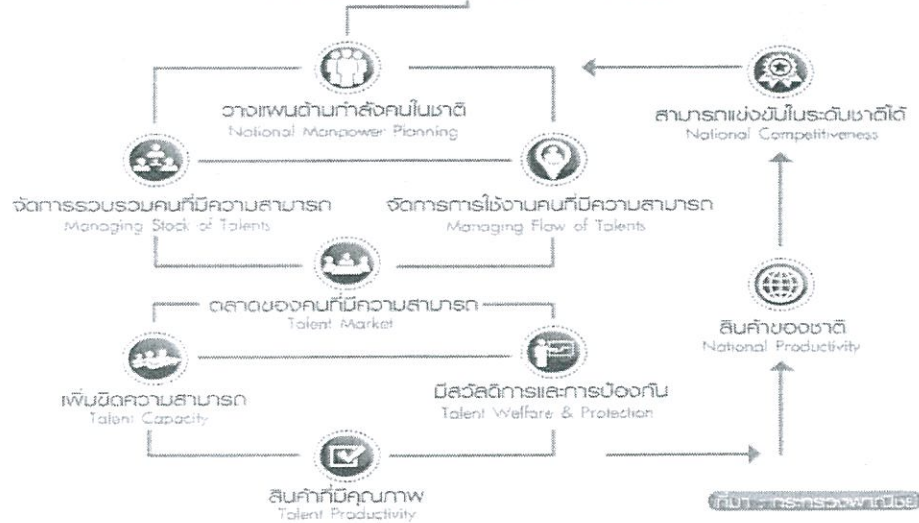 วางแผนด้านกำลังคนในชาติ
National Manpower Planning
สามารถแข่งขันในระดับชาติได้
National Competitiveness
จัดการรวบรวมคนที่มีความสามารถ
Managing Stock of Talents
จัดการการใช้งานคนที่มีความสามารถ
Managing Flow of Talents
ตลาดของคนที่มีความสามารถ
Talent Market
สินค้าของชาติ
National Productivity
เพิ่มขีดความสามารถ
Talent Capacity
มีสวัสดิการและการป้องกัน
Talent Welfare & Protection
สินค้าที่มีคุณภาพ
Talent Productivity
ที่มา : กระทรวงพาณิชย์